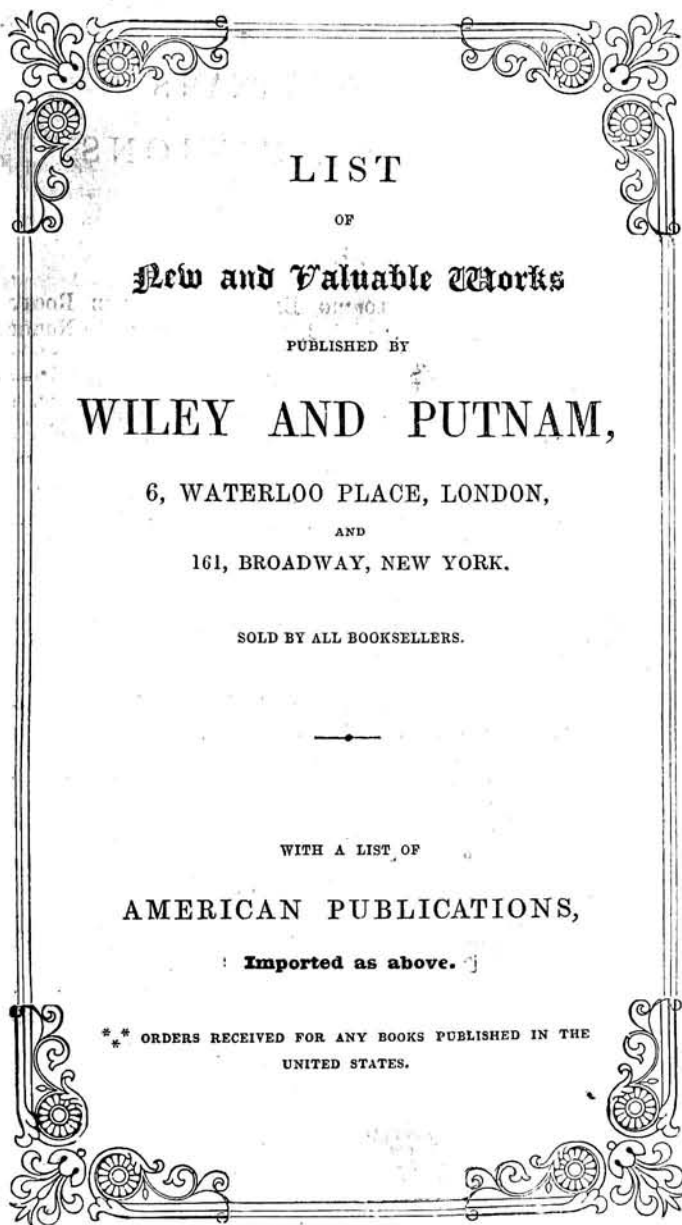 LIST
OF
New and Valuable Works
PUBLISHED BY
WILEY AND PUTNAM,
6, WATERLOO PLACE, LONDON,
AND
161, BROADWAY, NEW YORK.
SOLD BY ALL BOOKSELLERS.
WITH A LIST OF
AMERICAN PUBLICATIONS,
Imported as above.
*** ORDERS RECEIVED FOR ANY BOOKS PUBLISHED IN THE
UNITED STATES.